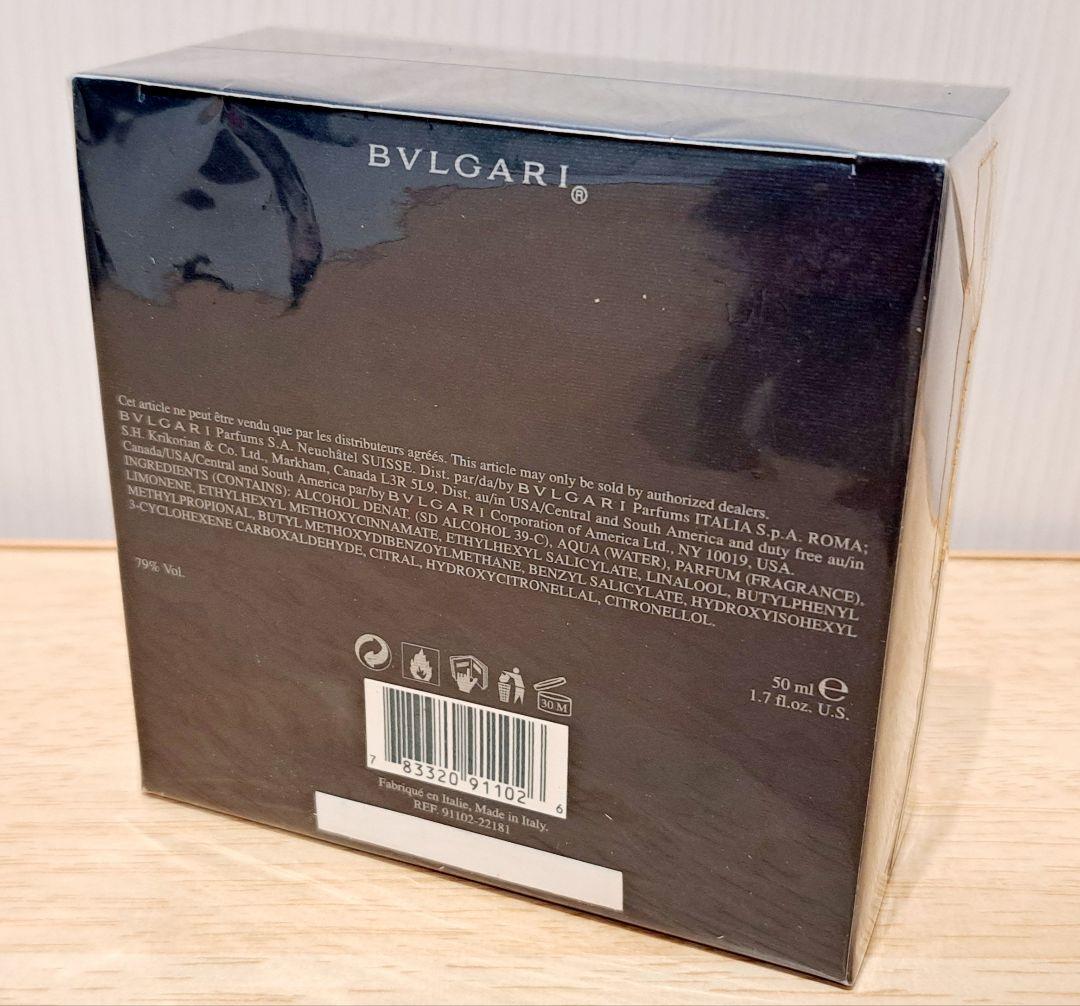 BVLGARI®
Cet article ne peut être vendu que par les distributeurs agréés. This article may only be sold by authorized dealers.
BVLGARI Parfums S.A. Neuchâtel SUISSE. Dist. par/da/by BVLGARI Parfums ITALIA S.p.A. ROMA;
S.H. Krikorian & Co. Ltd., Markham, Canada L3R 5L9. Dist. au/in USA/Central and South America and duty free au/in
Canada/USA/Central and South America par/by BVLGARI Corporation of America Ltd., NY 10019, USA.
INGREDIENTS (CONTAINS): ALCOHOL DENAT. (SD ALCOHOL 39-C), AQUA (WATER), PARFUM (FRAGRANCE),
LIMONENE, ETHYLHEXYL METHOXYCINNAMATE, ETHYLHEXYL SALICYLATE, LINALOOL, BUTYLPHENYL
METHYLPROPIONAL, BUTYL METHOXYDIBENZOYLMETHANE, BENZYL SALICYLATE, HYDROXYISOHEXYL
3-CYCLOHEXENE CARBOXALDEHYDE, CITRAL, HYDROXYCITRONELLAL, CITRONELLOL.
79% Vol.
50 ml ℮
1.7 fl.oz. U.S.
30 M
7 83320 91102 6
Fabriqué en Italie, Made in Italy.
REF. 91102-22181